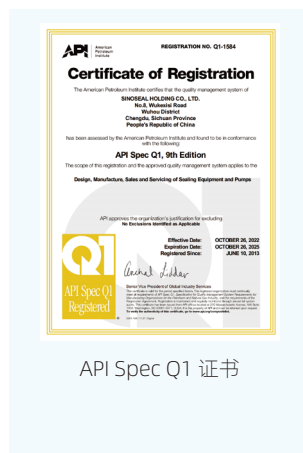 API
American
Petroleum
Institute
REGISTRATION NO. Q1-1584
Certificate of Registration
The American Petroleum Institute certifies that the quality management system of
SINOSEAL HOLDING CO., LTD.
No.8, Wukexisi Road
Wuhou District
Chengdu, Sichuan Province
People's Republic of China
has been assessed by the American Petroleum Institute and found to be in conformance
with the following:
API Spec Q1, 9th Edition
The scope of this registration and the approved quality management system applies to the
Design, Manufacture, Sales and Servicing of Sealing Equipment and Pumps
API approves the organization's justification for excluding:
No Exclusions Identified as Applicable
Effective Date: OCTOBER 26, 2022
Expiration Date: OCTOBER 26, 2025
Registered Since: JUNE 10, 2013
Q1
API Spec Q1
Registered
Senior Vice President of Global Industry Services
API Spec Q1 证书